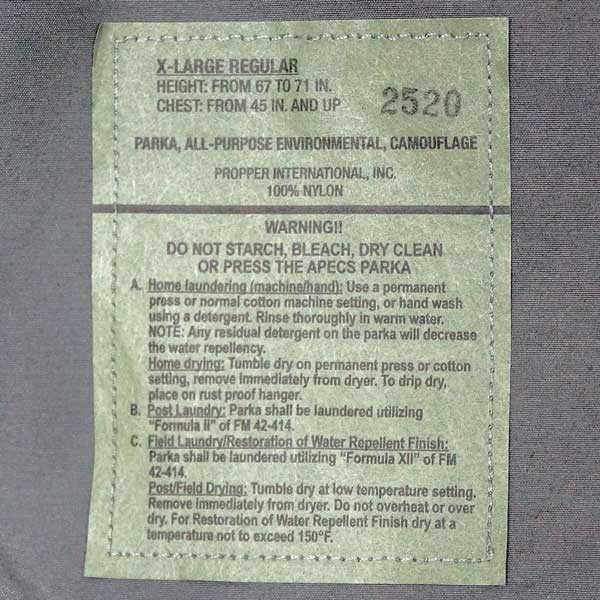 X-LARGE REGULAR
HEIGHT: FROM 67 TO 71 IN.
CHEST: FROM 45 IN. AND UP
2520
PARKA, ALL-PURPOSE ENVIRONMENTAL, CAMOUFLAGE
PROPPER INTERNATIONAL, INC.
100% NYLON
WARNING!!
DO NOT STARCH, BLEACH, DRY CLEAN
OR PRESS THE APECS PARKA
A. Home laundering (machine/hand): Use a permanent
press or normal cotton machine setting, or hand wash
using a detergent. Rinse thoroughly in warm water.
NOTE: Any residual detergent on the parka will decrease
the water repellency.
Home drying: Tumble dry on permanent press or cotton
setting, remove immediately from dryer. To drip dry,
place on rust proof hanger.
B. Post Laundry: Parka shall be laundered utilizing
"Formula II" of FM 42-414.
C. Field Laundry/Restoration of Water Repellent Finish:
Parka shall be laundered utilizing "Formula XII" of FM
42-414.
Post/Field Drying: Tumble dry at low temperature setting.
Remove immediately from dryer. Do not overheat or over
dry. For Restoration of Water Repellent Finish dry at a
temperature not to exceed 150°F.